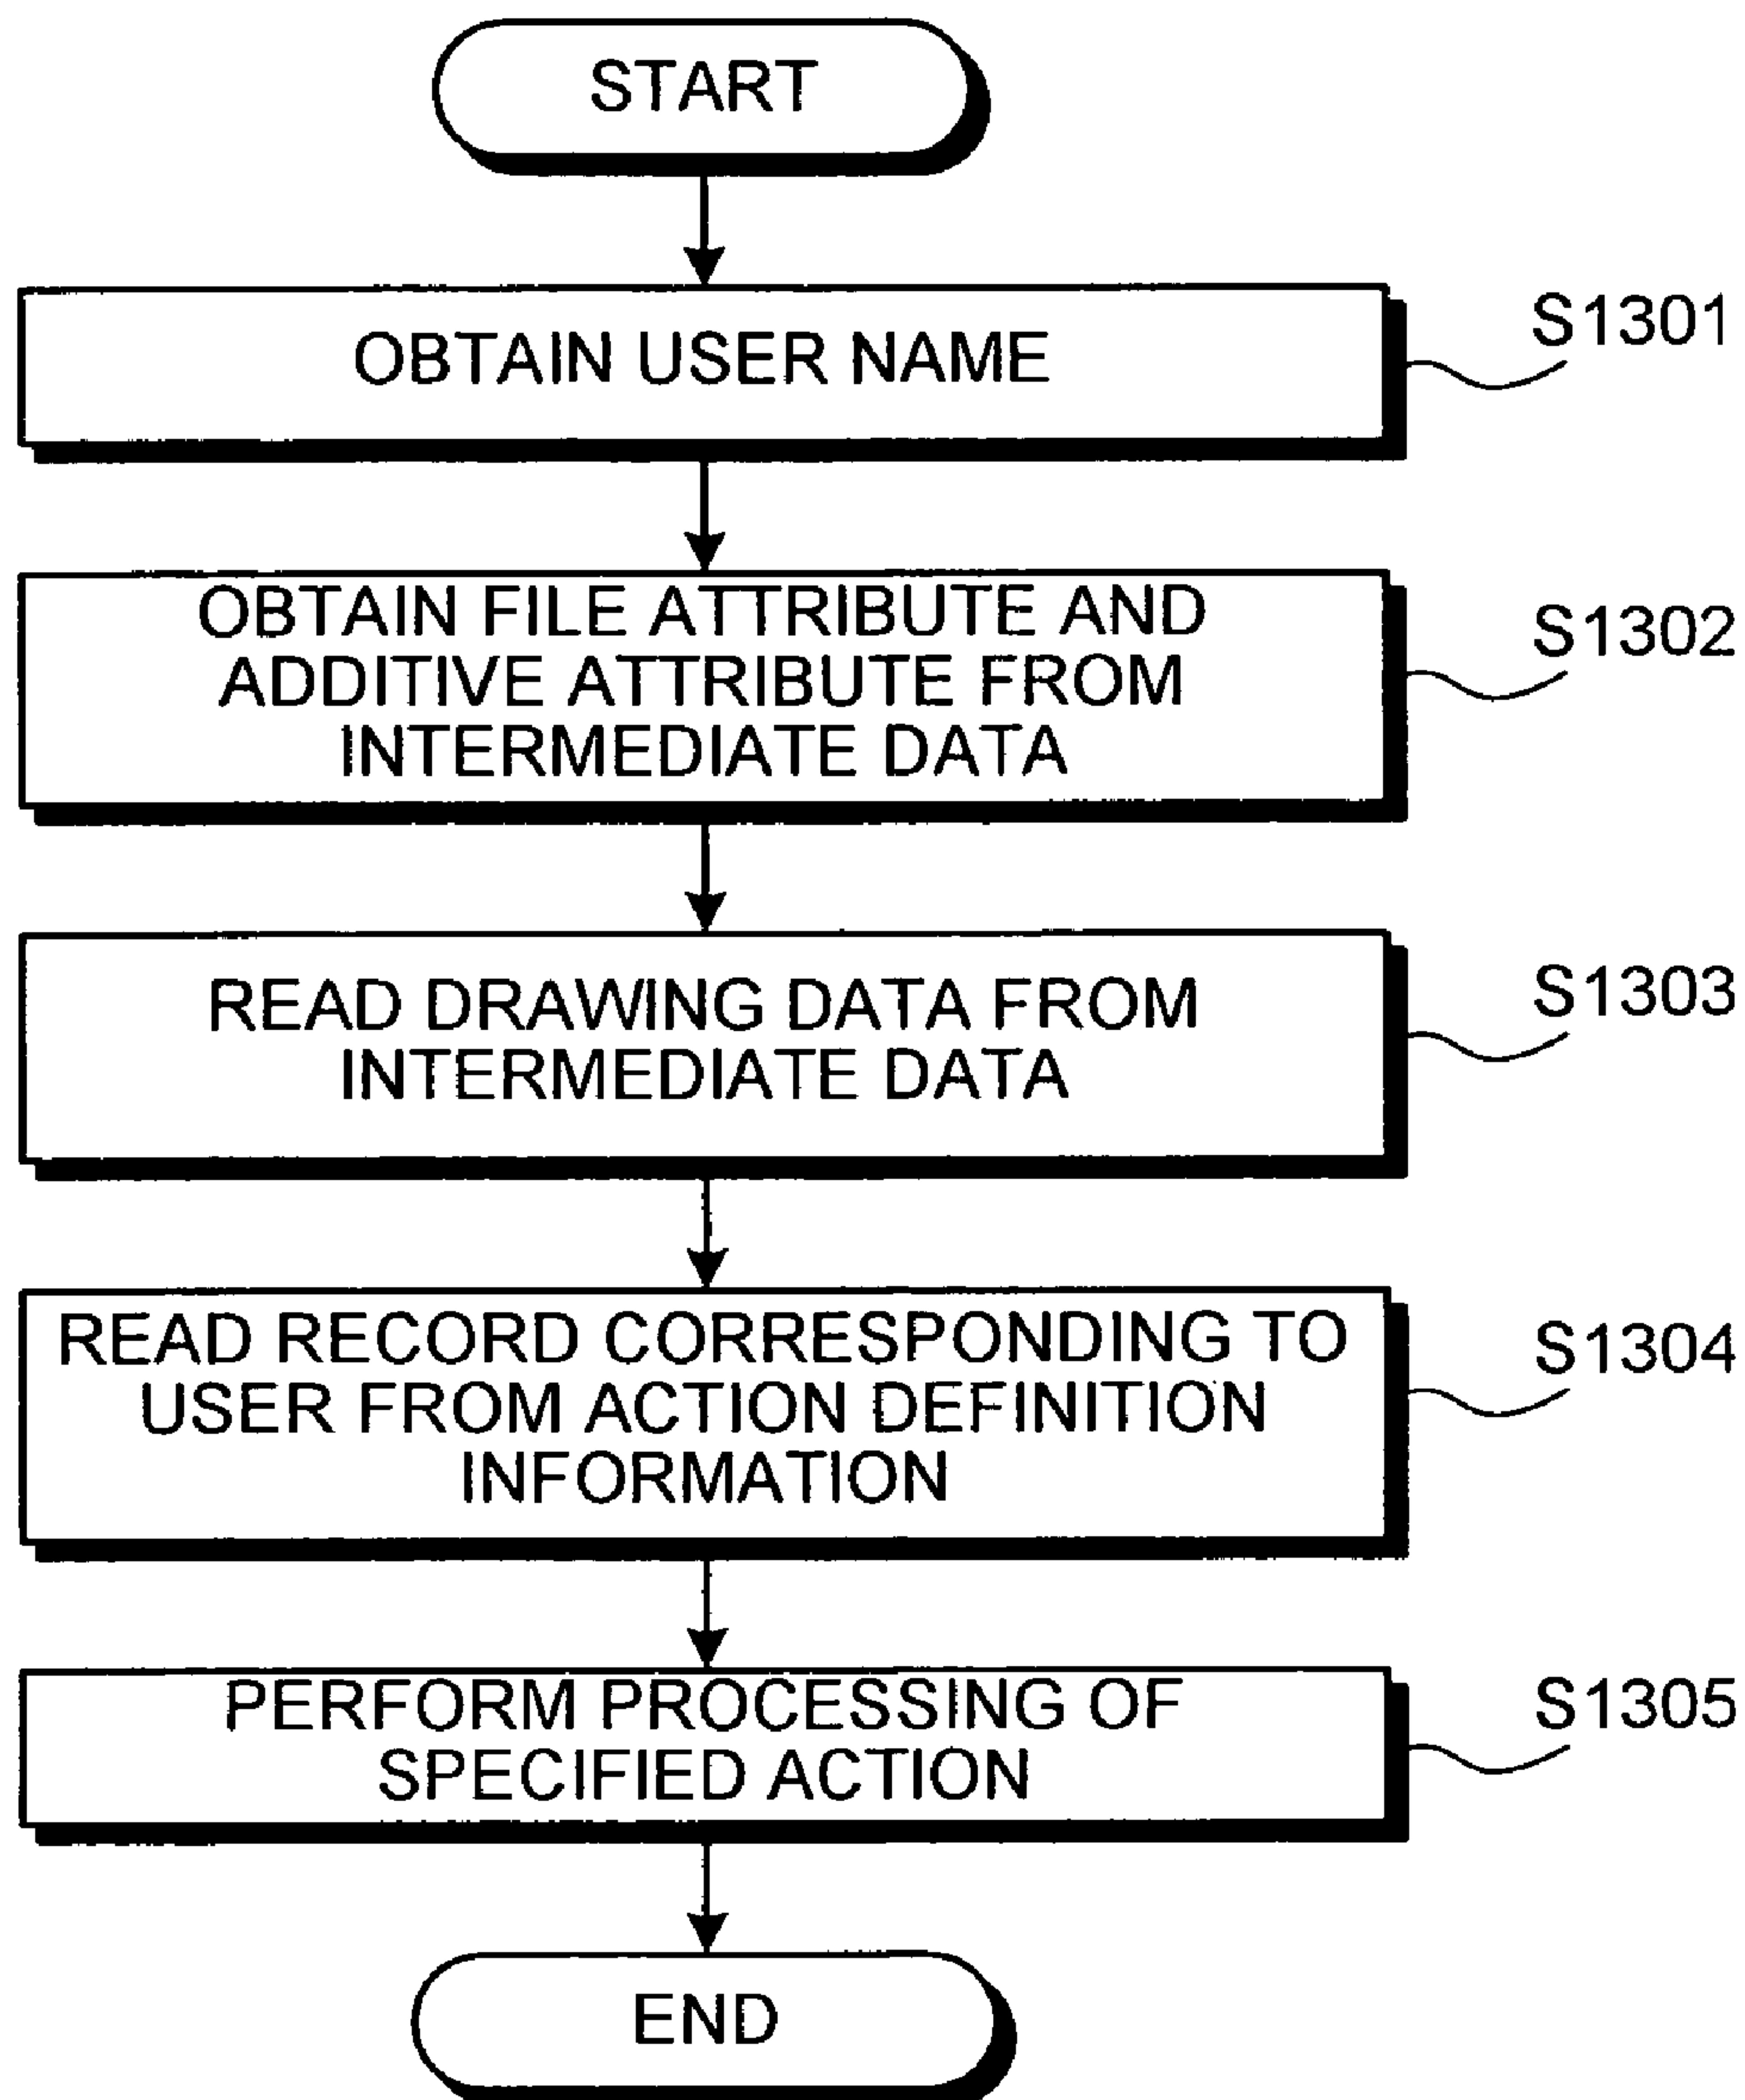 START
OBTAIN USER NAME
S1301
OBTAIN FILE ATTRIBUTE AND
ADDITIVE ATTRIBUTE FROM
INTERMEDIATE DATA
S1302
READ DRAWING DATA FROM
INTERMEDIATE DATA
S1303
READ RECORD CORRESPONDING TO
USER FROM ACTION DEFINITION
INFORMATION
S1304
PERFORM PROCESSING OF
SPECIFIED ACTION
S1305
END